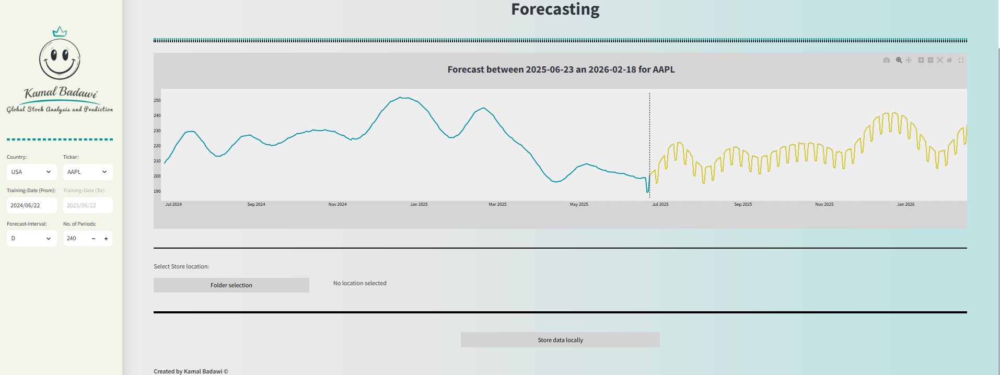 Forecasting
Kamal Badawi
Global Stock Analysis and Prediction
Country:
Ticker:
USA
AAPL
Training-Date (From):
Training-Date (To):
2024/06/22
2025/06/22
Forecast-Interval:
No. of Periods:
D
240
Forecast between 2025-06-23 an 2026-02-18 for AAPL
250
240
230
220
210
200
190
Jul 2024
Sep 2024
Nov 2024
Jan 2025
Mar 2025
May 2025
Jul 2025
Sep 2025
Nov 2025
Jan 2026
Select Store location:
Folder selection
No location selected
Store data locally
Created by Kamal Badawi ©